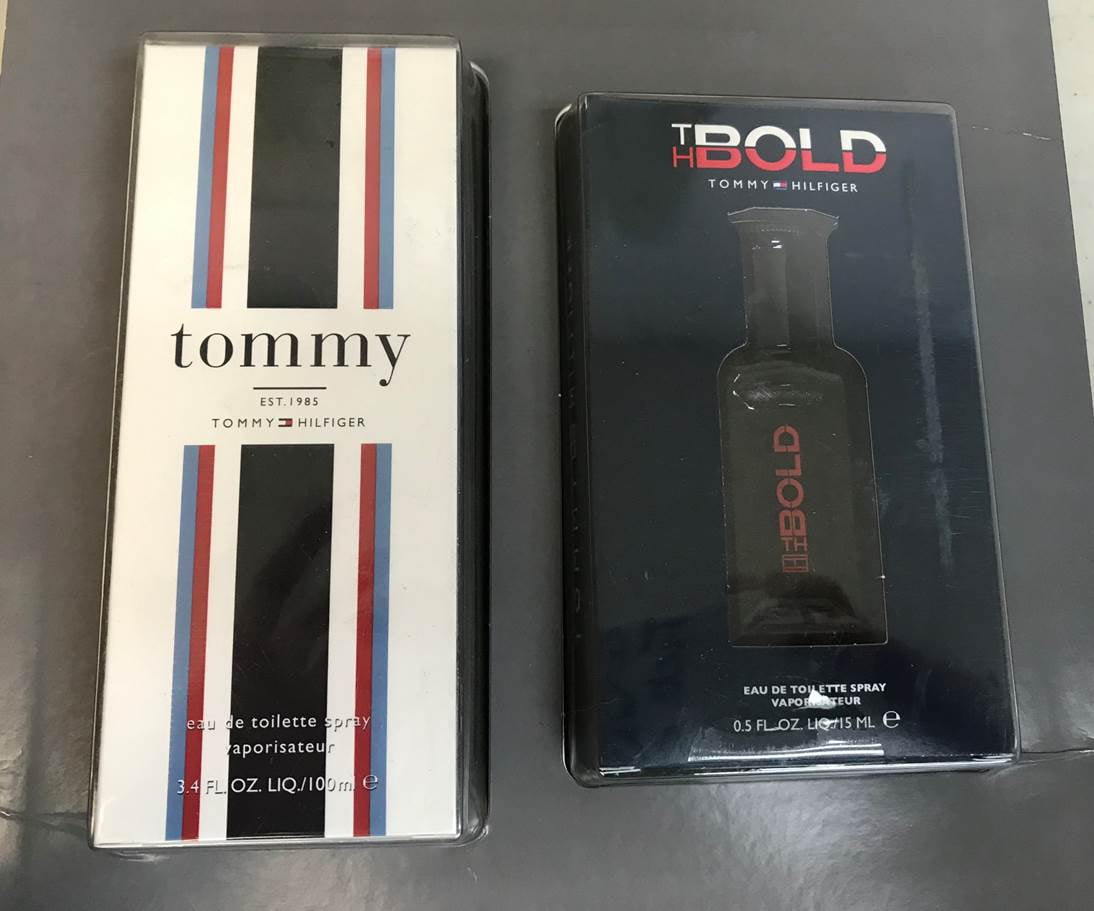 tommy
EST. 1985
TOMMY HILFIGER
eau de toilette spray
vaporisateur
3.4 FL. OZ. LIQ./100ml e
TH BOLD
TOMMY HILFIGER
TH BOLD
EAU DE TOILETTE SPRAY
VAPORISATEUR
0.5 FL. OZ. LIQ./15 ML e